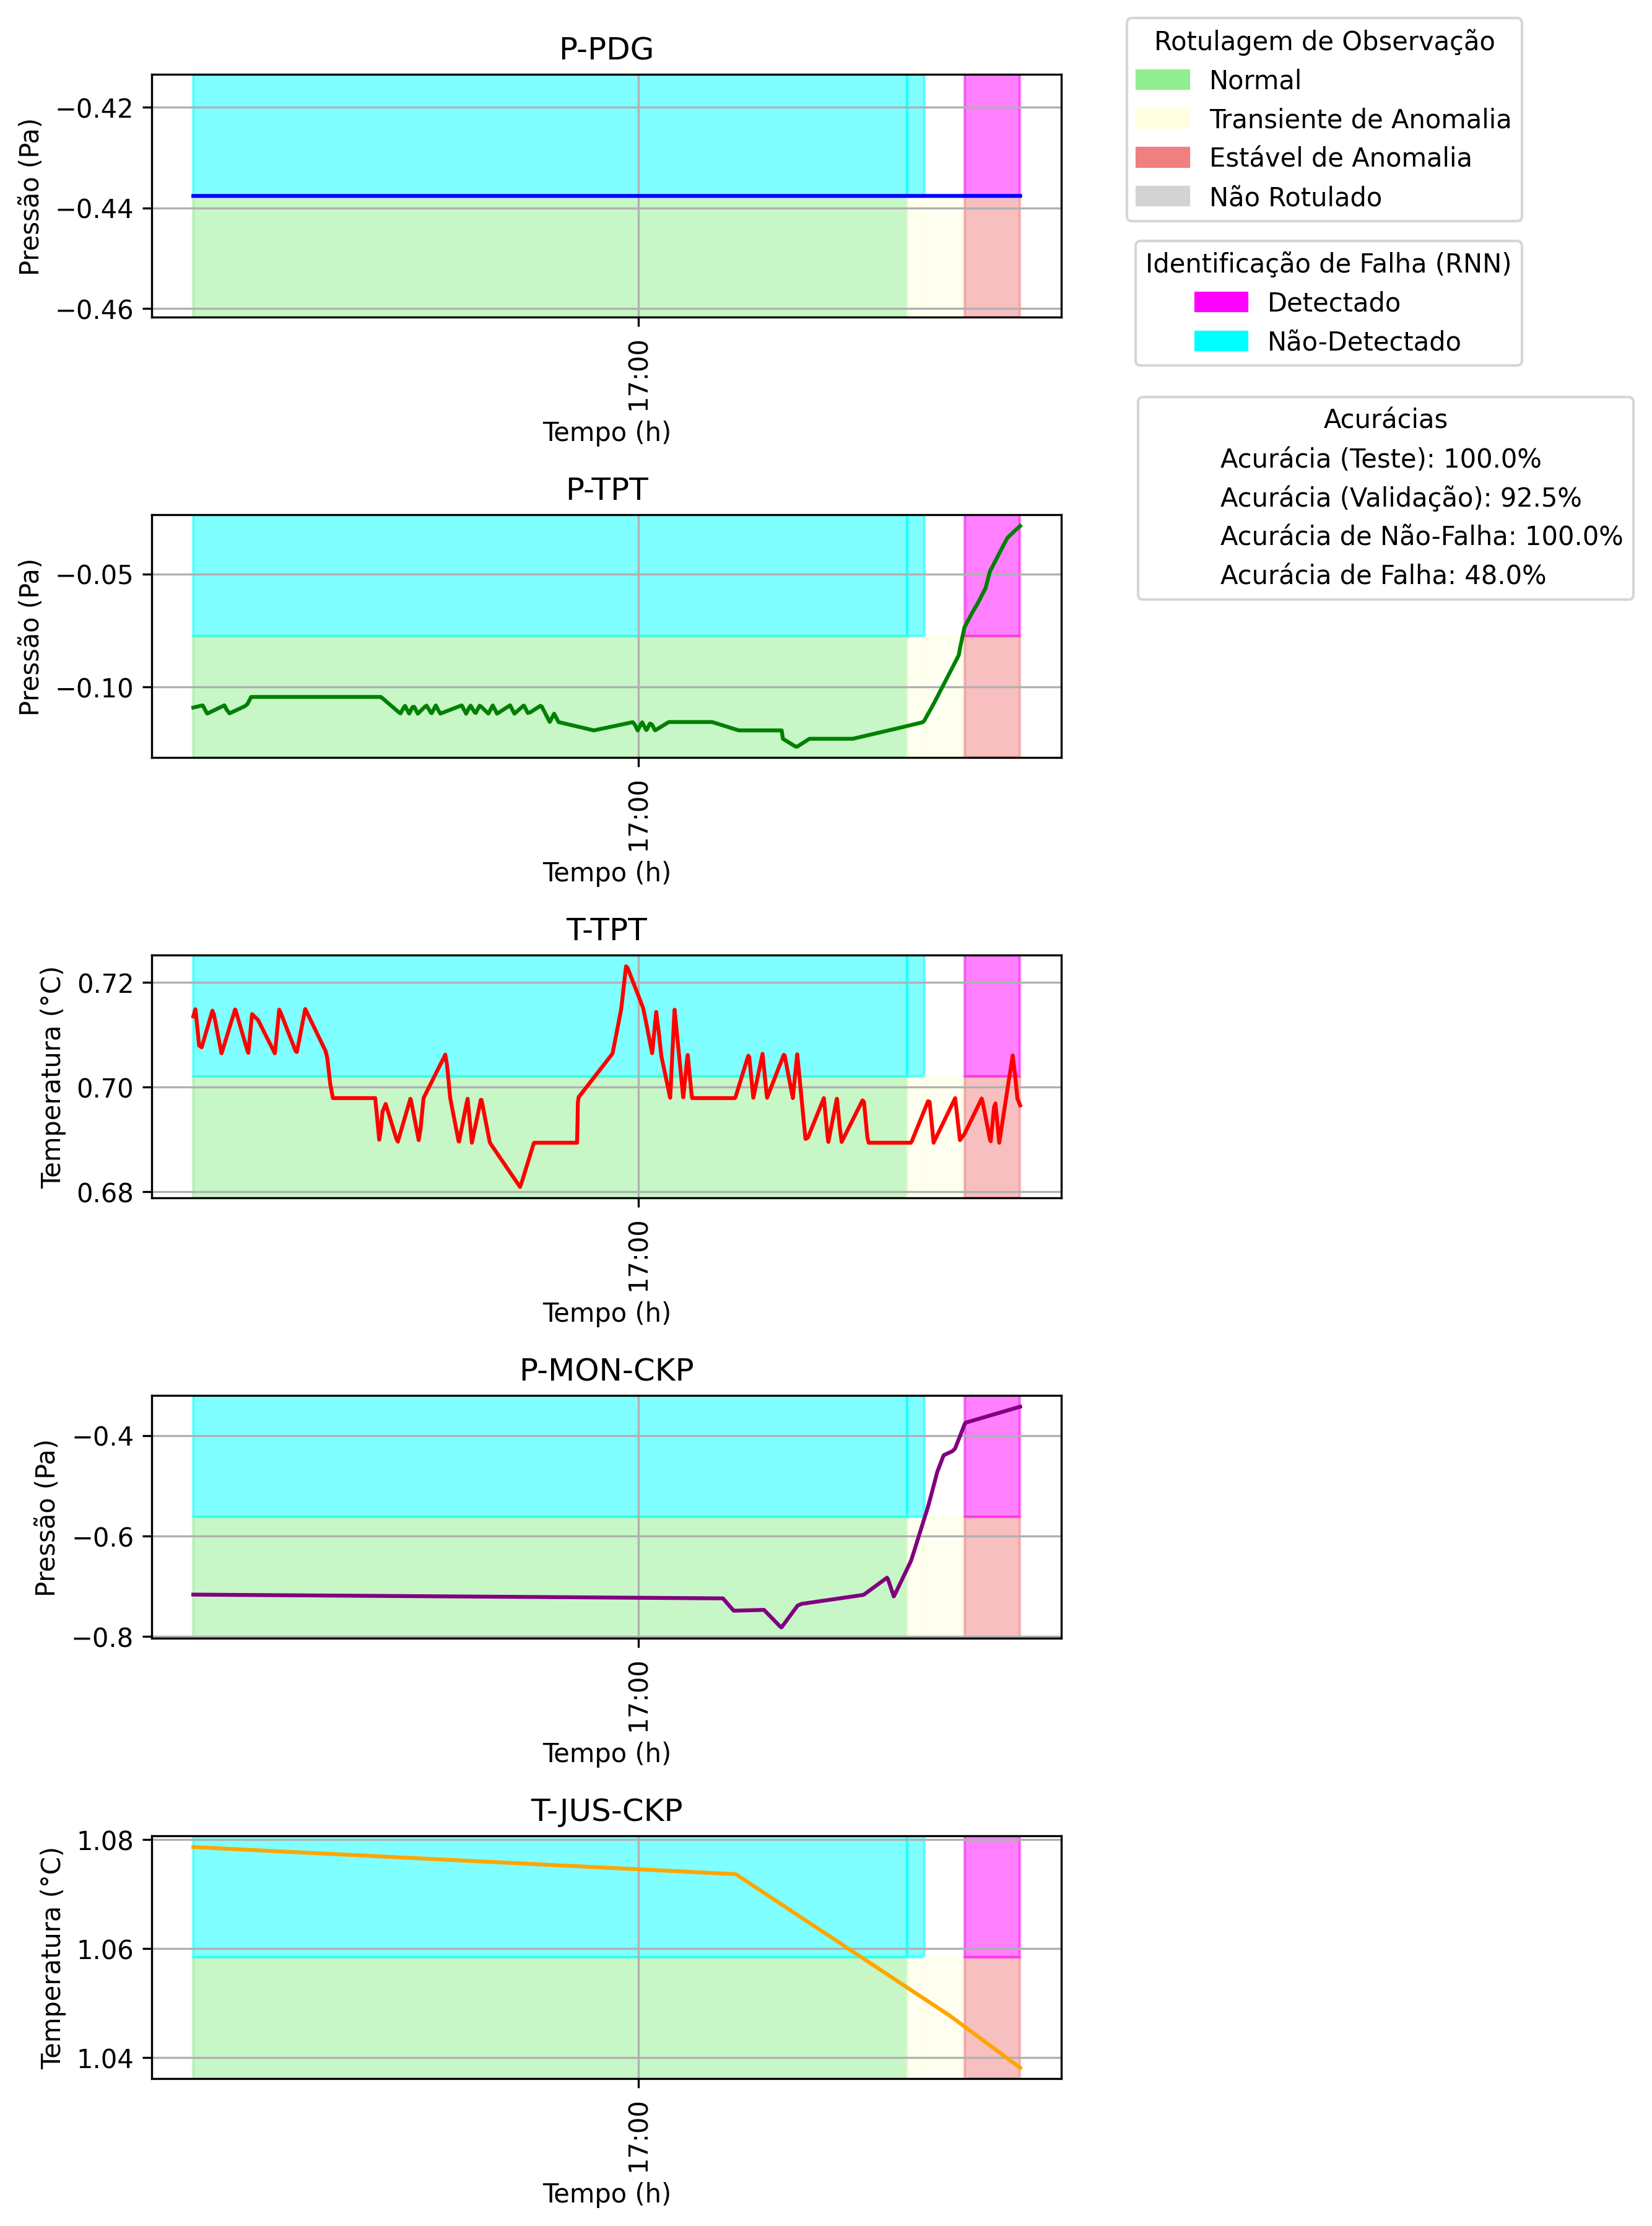 P-PDG
−0.42
−0.44
−0.46
Pressão (Pa)
17:00
Tempo (h)
Rotulagem de Observação
Normal
Transiente de Anomalia
Estável de Anomalia
Não Rotulado
Identificação de Falha (RNN)
Detectado
Não-Detectado
Acurácias
Acurácia (Teste): 100.0%
Acurácia (Validação): 92.5%
Acurácia de Não-Falha: 100.0%
Acurácia de Falha: 48.0%
P-TPT
−0.05
−0.10
Pressão (Pa)
17:00
Tempo (h)
T-TPT
0.72
0.70
0.68
Temperatura (°C)
17:00
Tempo (h)
P-MON-CKP
−0.4
−0.6
−0.8
Pressão (Pa)
17:00
Tempo (h)
T-JUS-CKP
1.08
1.06
1.04
Temperatura (°C)
17:00
Tempo (h)